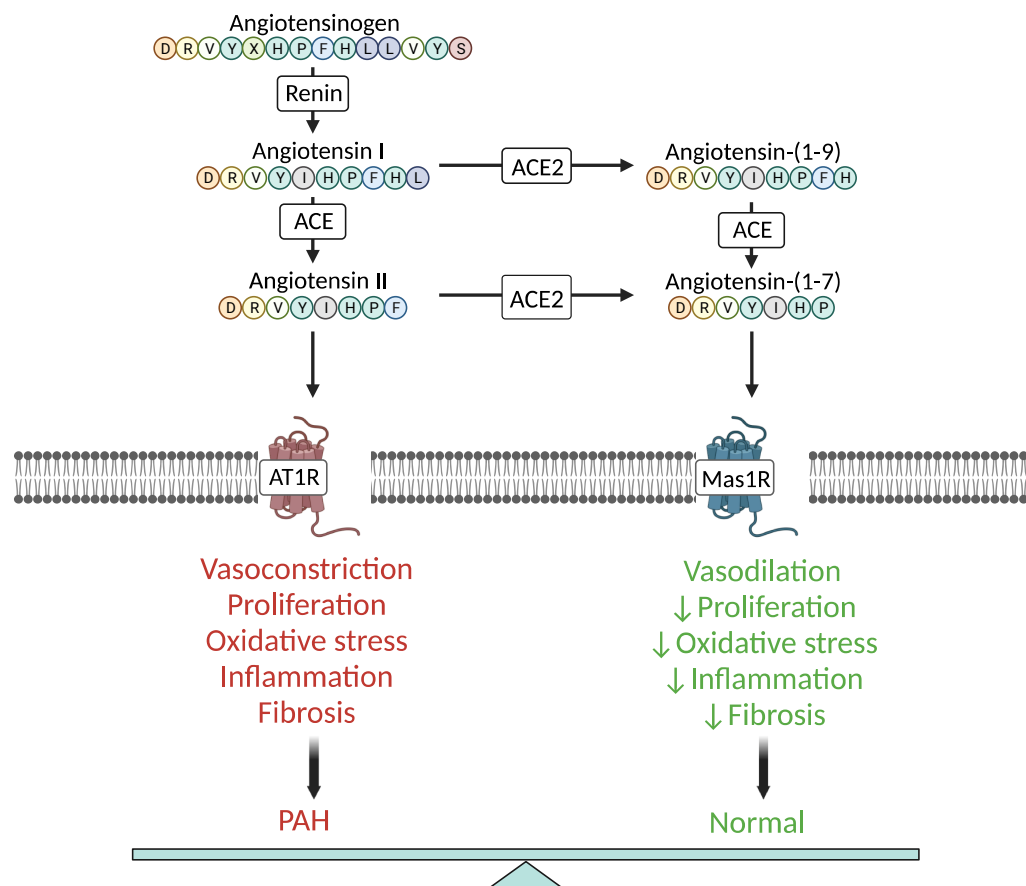 Angiotensinogen
D R V Y X H P F H L L V Y S
Renin
Angiotensin I
D R V Y I H P F H L
ACE2
Angiotensin-(1-9)
D R V Y I H P F H
ACE
ACE
Angiotensin II
D R V Y I H P F
ACE2
Angiotensin-(1-7)
D R V Y I H P
AT1R
Mas1R
Vasoconstriction
Proliferation
Oxidative stress
Inflammation
Fibrosis
Vasodilation
↓ Proliferation
↓ Oxidative stress
↓ Inflammation
↓ Fibrosis
PAH
Normal